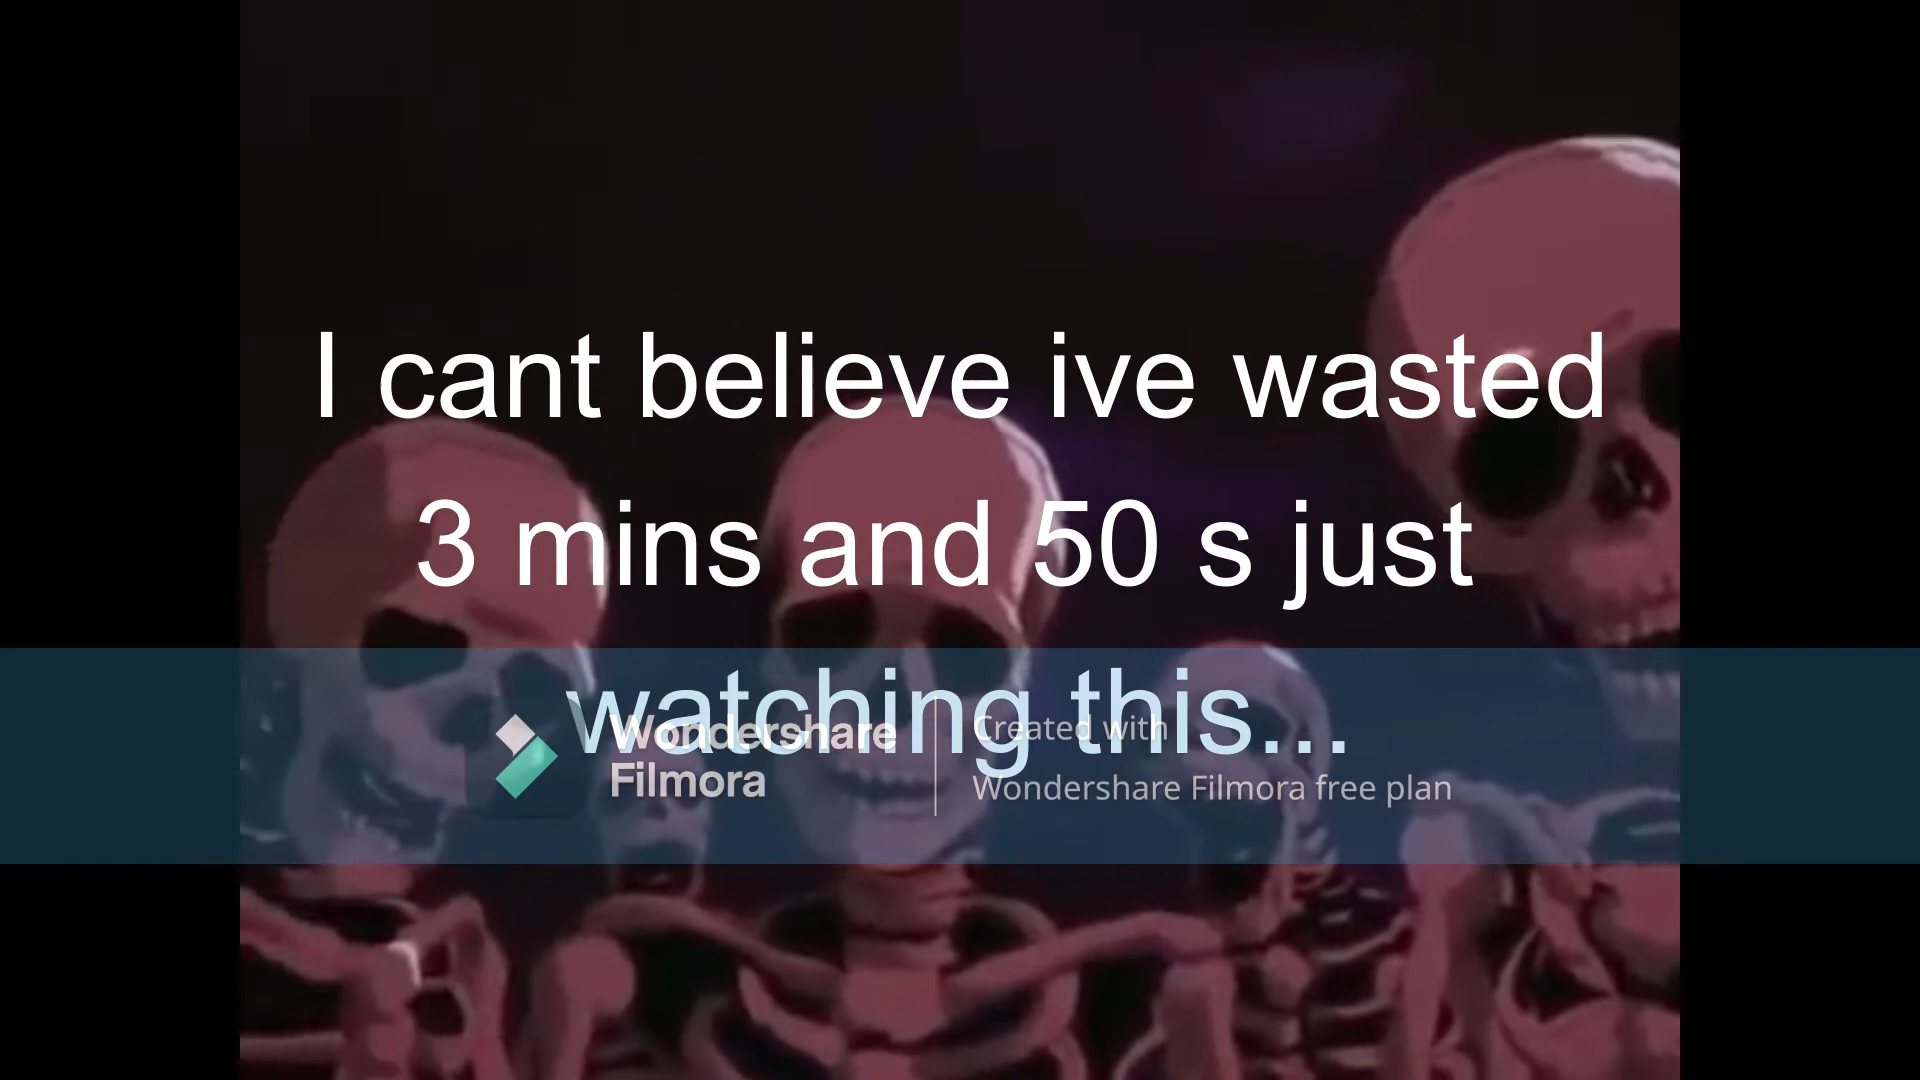 I cant believe ive wasted
3 mins and 50 s just
watching this...
Wondershare
Filmora
Created with
Wondershare Filmora free plan